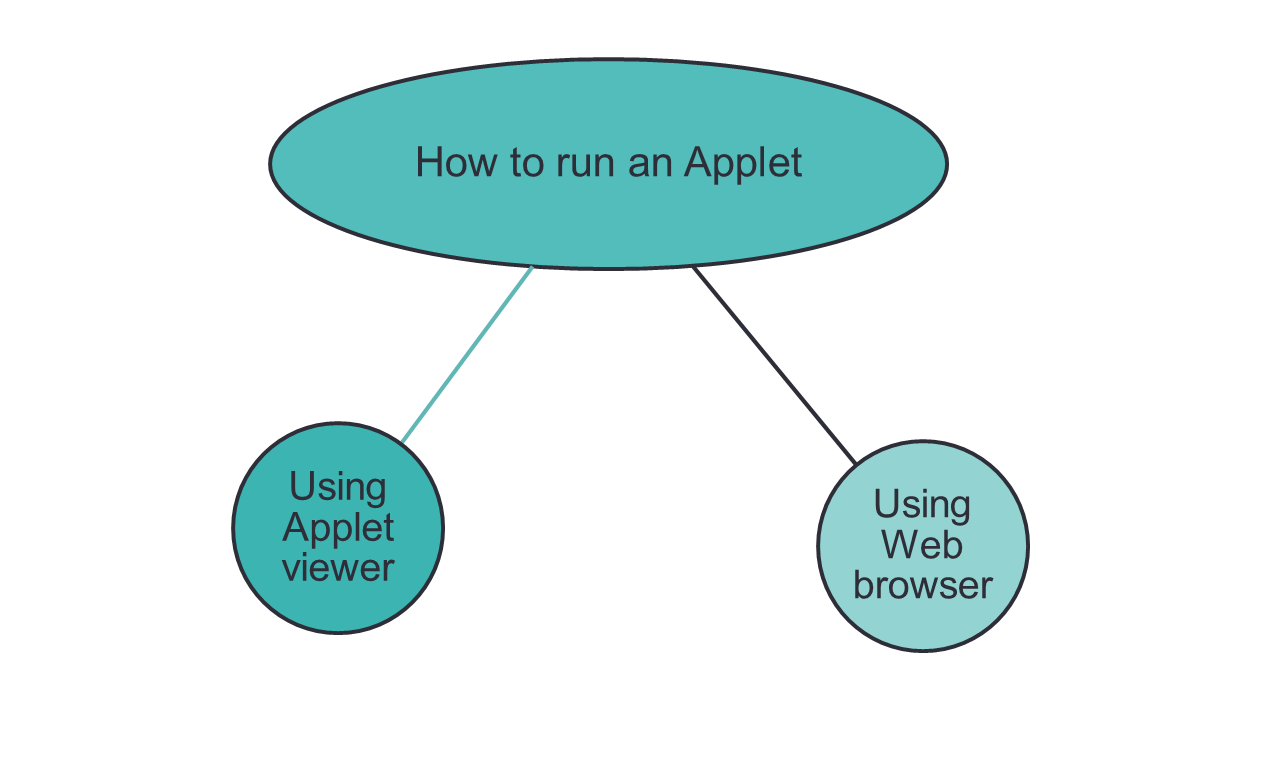 How to run an Applet
Using
Applet
viewer
Using
Web
browser